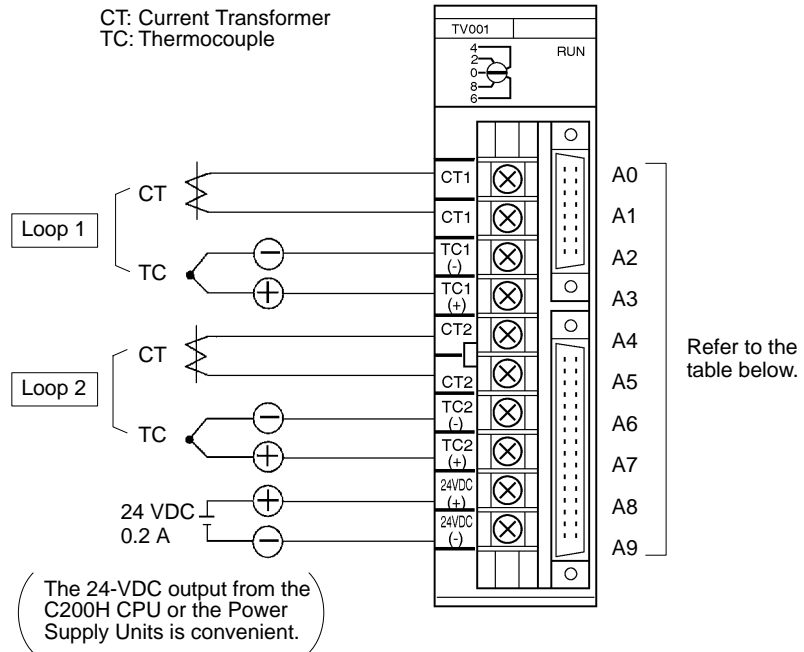 CT: Current Transformer
TC: Thermocouple
TV001
RUN
4
2
0
8
6
Loop 1
CT
TC
Loop 2
CT
TC
CT1
CT1
TC1
(-)
TC1
(+)
CT2
CT2
TC2
(-)
TC2
(+)
24VDC
(+)
24VDC
(-)
A0
A1
A2
A3
A4
A5
A6
A7
A8
A9
Refer to the
table below.
24 VDC
0.2 A
The 24-VDC output from the
C200H CPU or the Power
Supply Units is convenient.